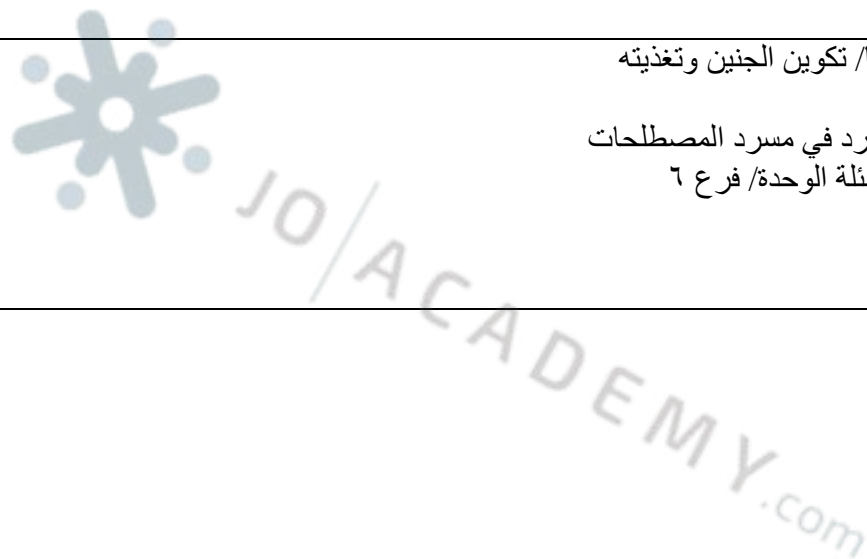 / تكوين الجنين وتغذيته
رد في مسرد المصطلحات
ئلة الوحدة/ فرع ٦
JO ACADEMY.com